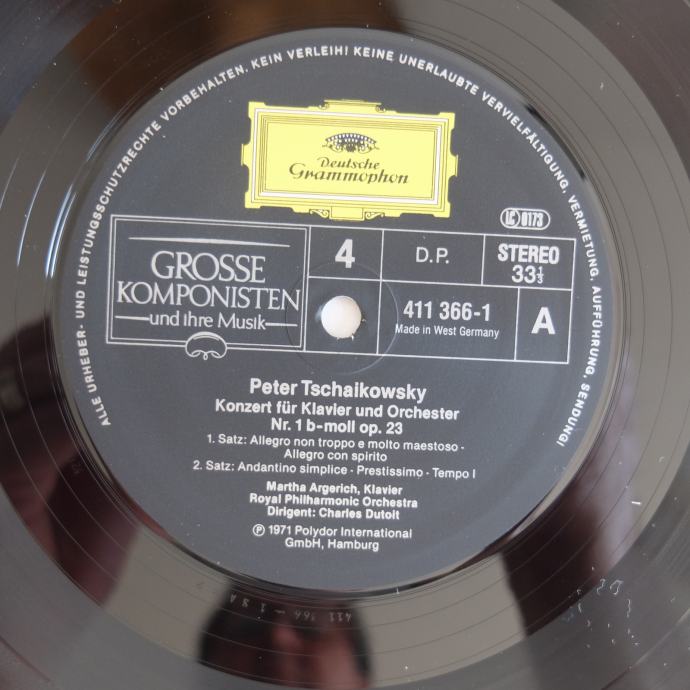 ALLE URHEBER- UND LEISTUNGSSCHUTZRECHTE VORBEHALTEN. KEIN VERLEIH! KEINE UNERLAUBTE VERVIELFÄLTIGUNG, VERMIETUNG, AUFFÜHRUNG, SENDUNG!
Deutsche
Grammophon
LC 0173
GROSSE
KOMPONISTEN
und ihre Musik
4
D.P.
STEREO
33⅓
411 366-1
Made in West Germany
A
Peter Tschaikowsky
Konzert für Klavier und Orchester
Nr. 1 b-moll op. 23
1. Satz: Allegro non troppo e molto maestoso -
Allegro con spirito
2. Satz: Andantino simplice - Prestissimo - Tempo I
Martha Argerich, Klavier
Royal Philharmonic Orchestra
Dirigent: Charles Dutoit
℗ 1971 Polydor International
GmbH, Hamburg